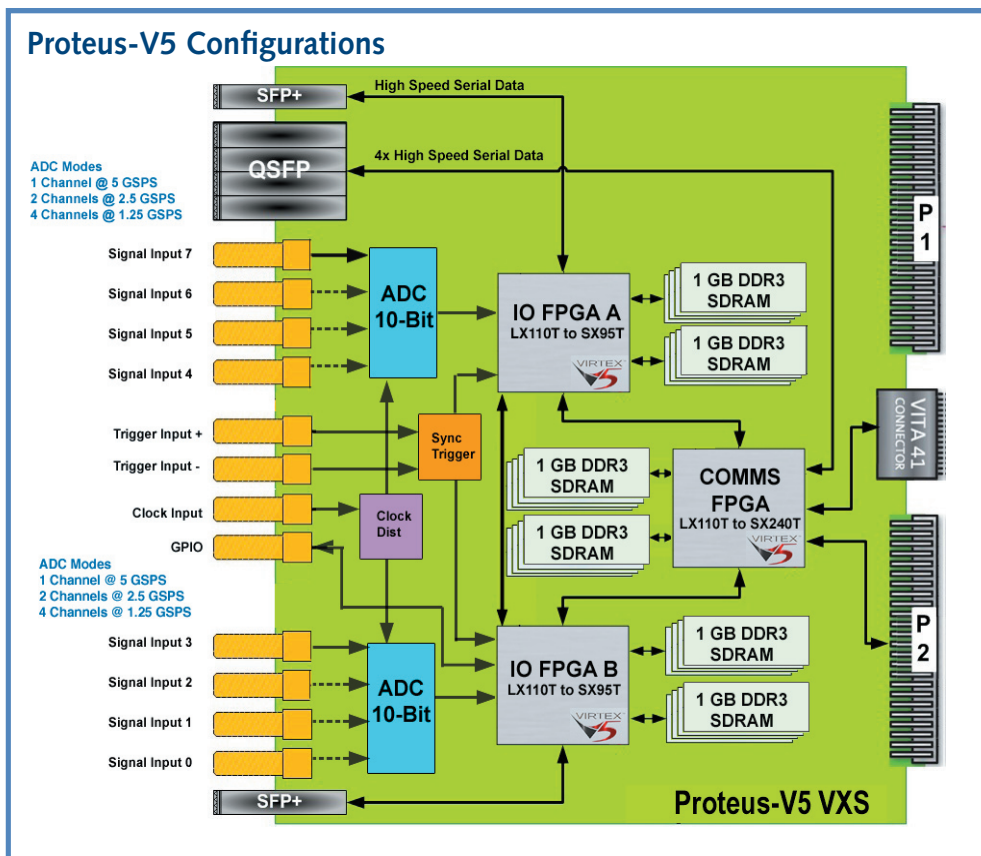 Proteus-V5 Configurations
SFP+
High Speed Serial Data
QSFP
4x High Speed Serial Data
ADC Modes
1 Channel @ 5 GSPS
2 Channels @ 2.5 GSPS
4 Channels @ 1.25 GSPS
P
1
Signal Input 7
Signal Input 6
Signal Input 5
Signal Input 4
ADC
10-Bit
IO FPGA A
LX110T to SX95T
VIRTEX
5
1 GB DDR3
SDRAM
1 GB DDR3
SDRAM
Trigger Input +
Trigger Input -
Sync
Trigger
Clock Input
Clock
Dist
GPIO
1 GB DDR3
SDRAM
1 GB DDR3
SDRAM
COMMS
FPGA
LX110T to SX240T
VIRTEX
5
VITA 41
CONNECTOR
ADC Modes
1 Channel @ 5 GSPS
2 Channels @ 2.5 GSPS
4 Channels @ 1.25 GSPS
Signal Input 3
Signal Input 2
Signal Input 1
Signal Input 0
ADC
10-Bit
IO FPGA B
LX110T to SX95T
VIRTEX
5
1 GB DDR3
SDRAM
1 GB DDR3
SDRAM
P
2
SFP+
Proteus-V5 VXS